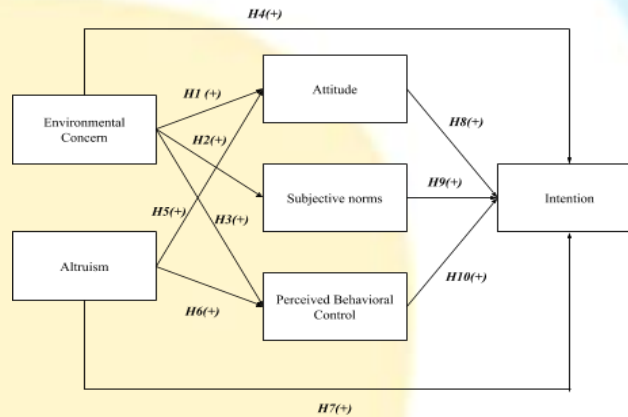 H4(+)
Environmental
Concern
Altruism
H1 (+)
H2(+)
H5(+)
H3(+)
H6(+)
Attitude
Subjective norms
Perceived Behavioral
Control
H8(+)
H9(+)
H10(+)
Intention
H7(+)